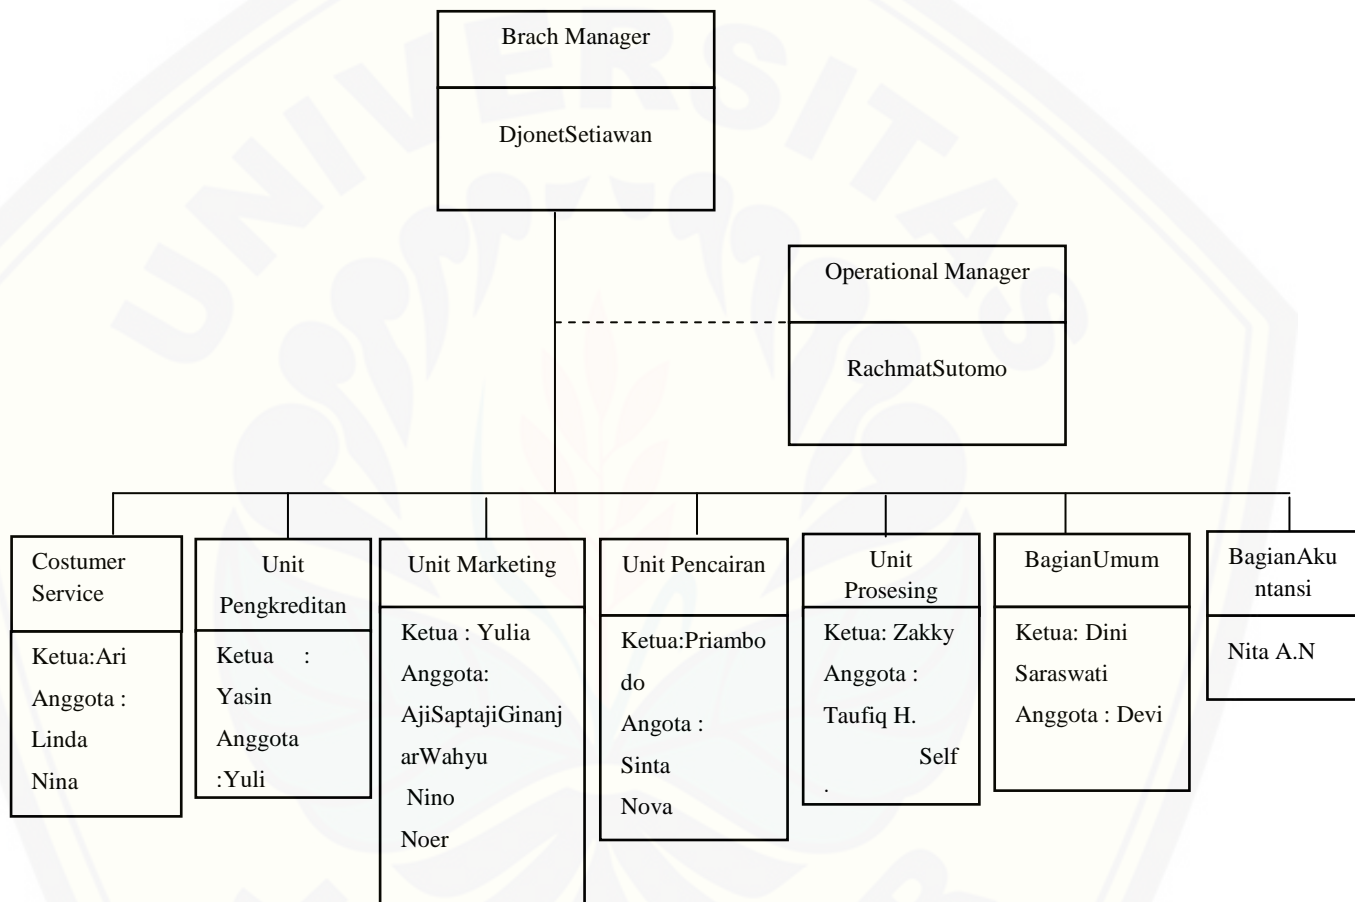 Brach Manager
DjonetSetiawan
Operational Manager
RachmatSutomo
Costumer
Service
Ketua:Ari
Anggota :
Linda
Nina
Unit
Pengkreditan
Ketua :
Yasin
Anggota
:Yuli
Unit Marketing
Ketua : Yulia
Anggota:
AjiSaptajiGinanj
arWahyu
Nino
Noer
Unit Pencairan
Ketua:Priambo
do
Angota :
Sinta
Nova
Unit
Prosesing
Ketua: Zakky
Anggota :
Taufiq H.
Self
.
BagianUmum
Ketua: Dini
Saraswati
Anggota : Devi
BagianAku
ntansi
Nita A.N
UNIVERSITAS